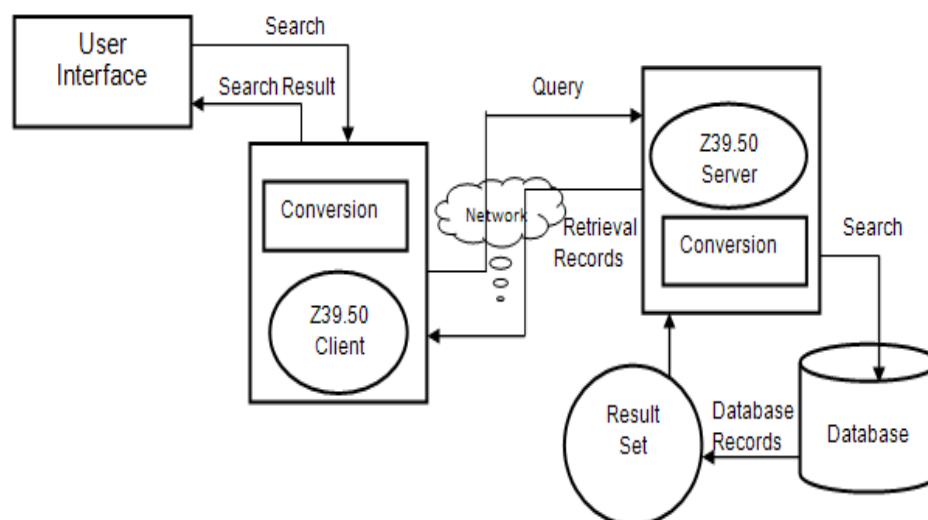 User
Interface
Search
Search Result
Conversion
Z39.50
Client
Network
Query
Retrieval
Records
Z39.50
Server
Conversion
Search
Database
Database
Records
Result
Set